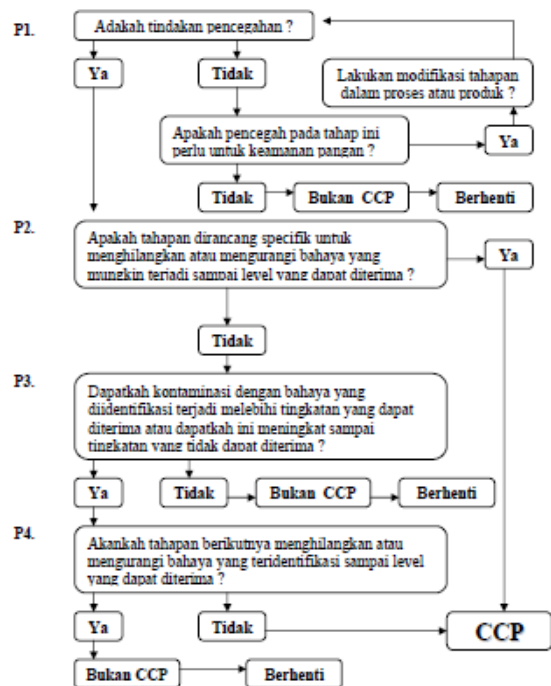 P1.
Adakah tindakan pencegahan ?
Ya
Tidak
Lakukan modifikasi tahapan
dalam proses atau produk ?
Apakah pencegah pada tahap ini
perlu untuk keamanan pangan ?
Ya
Tidak
Bukan CCP
Berhenti
P2.
Apakah tahapan dirancang specifik untuk
menghilangkan atau mengurangi bahaya yang
mungkin terjadi sampai level yang dapat diterima ?
Ya
Tidak
P3.
Dapatkah kontaminasi dengan bahaya yang
diidentifikasi terjadi melebihi tingkatan yang dapat
diterima atau dapatkah ini meningkat sampai
tingkatan yang tidak dapat diterima ?
Ya
Tidak
Bukan CCP
Berhenti
P4.
Akankah tahapan berikutnya menghilangkan atau
mengurangi bahaya yang teridentifikasi sampai level
yang dapat diterima ?
Ya
Tidak
CCP
Bukan CCP
Berhenti